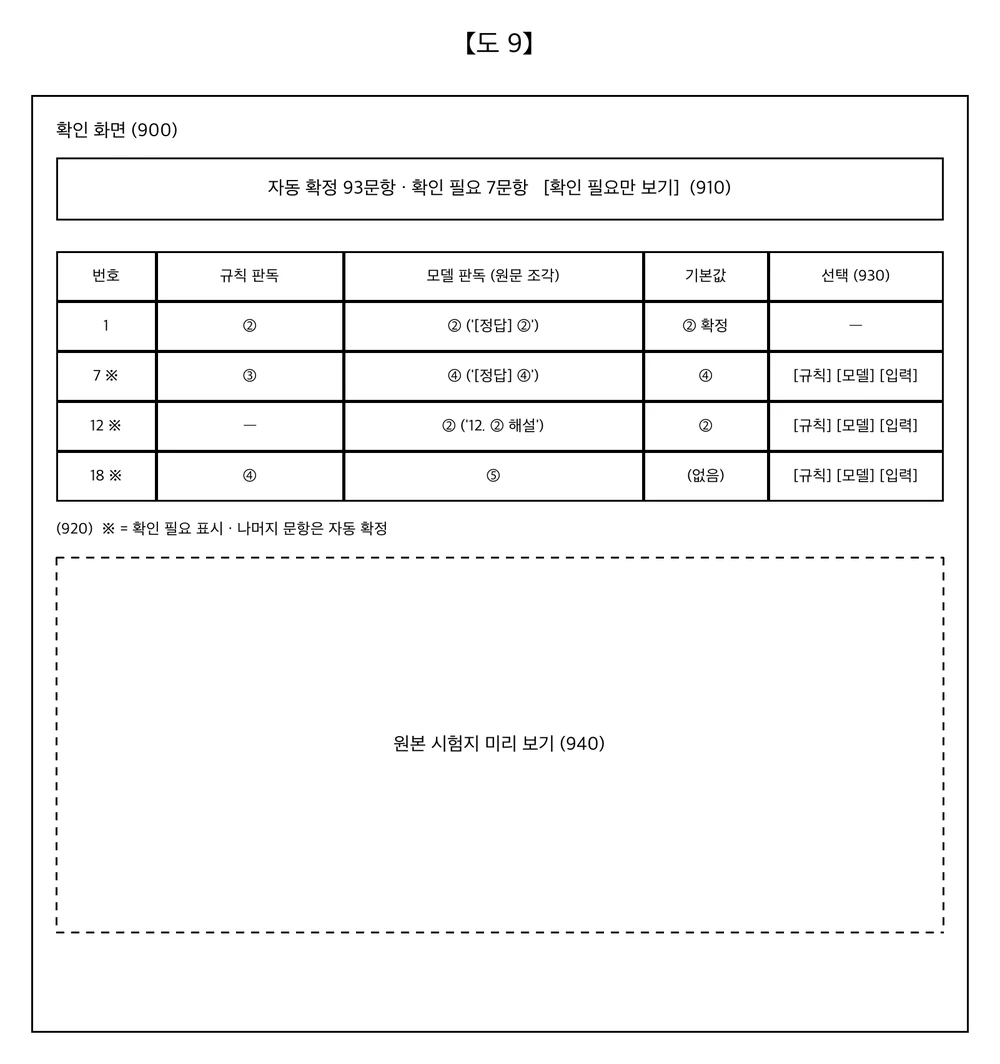 【도 9】
확인 화면 (900)
자동 확정 93문항 · 확인 필요 7문항 [확인 필요만 보기] (910)
번호 규칙 판독 모델 판독 (원문 조각) 기본값 선택 (930)
1 ② ② ('[정답] ②') ② 확정 —
7 ※ ③ ④ ('[정답] ④') ④ [규칙] [모델] [입력]
12 ※ — ② ('12. ② 해설') ② [규칙] [모델] [입력]
18 ※ ④ ⑤ (없음) [규칙] [모델] [입력]
(920) ※ = 확인 필요 표시 · 나머지 문항은 자동 확정
원본 시험지 미리 보기 (940)